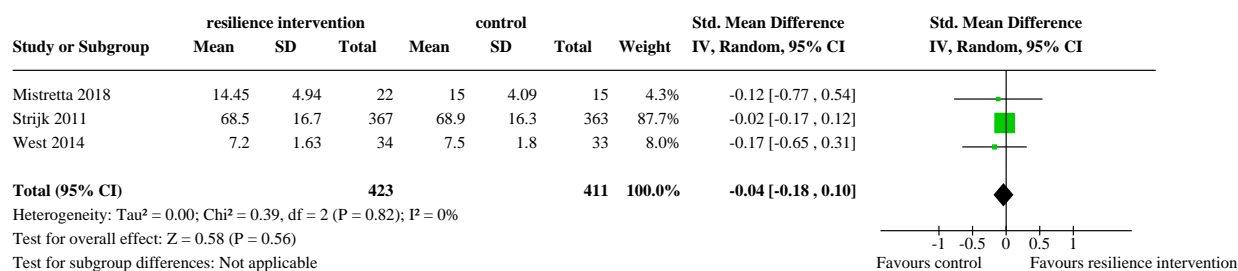 resilience intervention control Std. Mean Difference Std. Mean Difference
Study or Subgroup Mean SD Total Mean SD Total Weight IV, Random, 95% CI IV, Random, 95% CI
Mistretta 2018 14.45 4.94 22 15 4.09 15 4.3% -0.12 [-0.77 , 0.54]
Strijk 2011 68.5 16.7 367 68.9 16.3 363 87.7% -0.02 [-0.17 , 0.12]
West 2014 7.2 1.63 34 7.5 1.8 33 8.0% -0.17 [-0.65 , 0.31]
Total (95% CI) 423 411 100.0% -0.04 [-0.18 , 0.10]
Heterogeneity: Tau² = 0.00; Chi² = 0.39, df = 2 (P = 0.82); I² = 0%
Test for overall effect: Z = 0.58 (P = 0.56)
-1 -0.5 0 0.5 1
Test for subgroup differences: Not applicable Favours control Favours resilience intervention